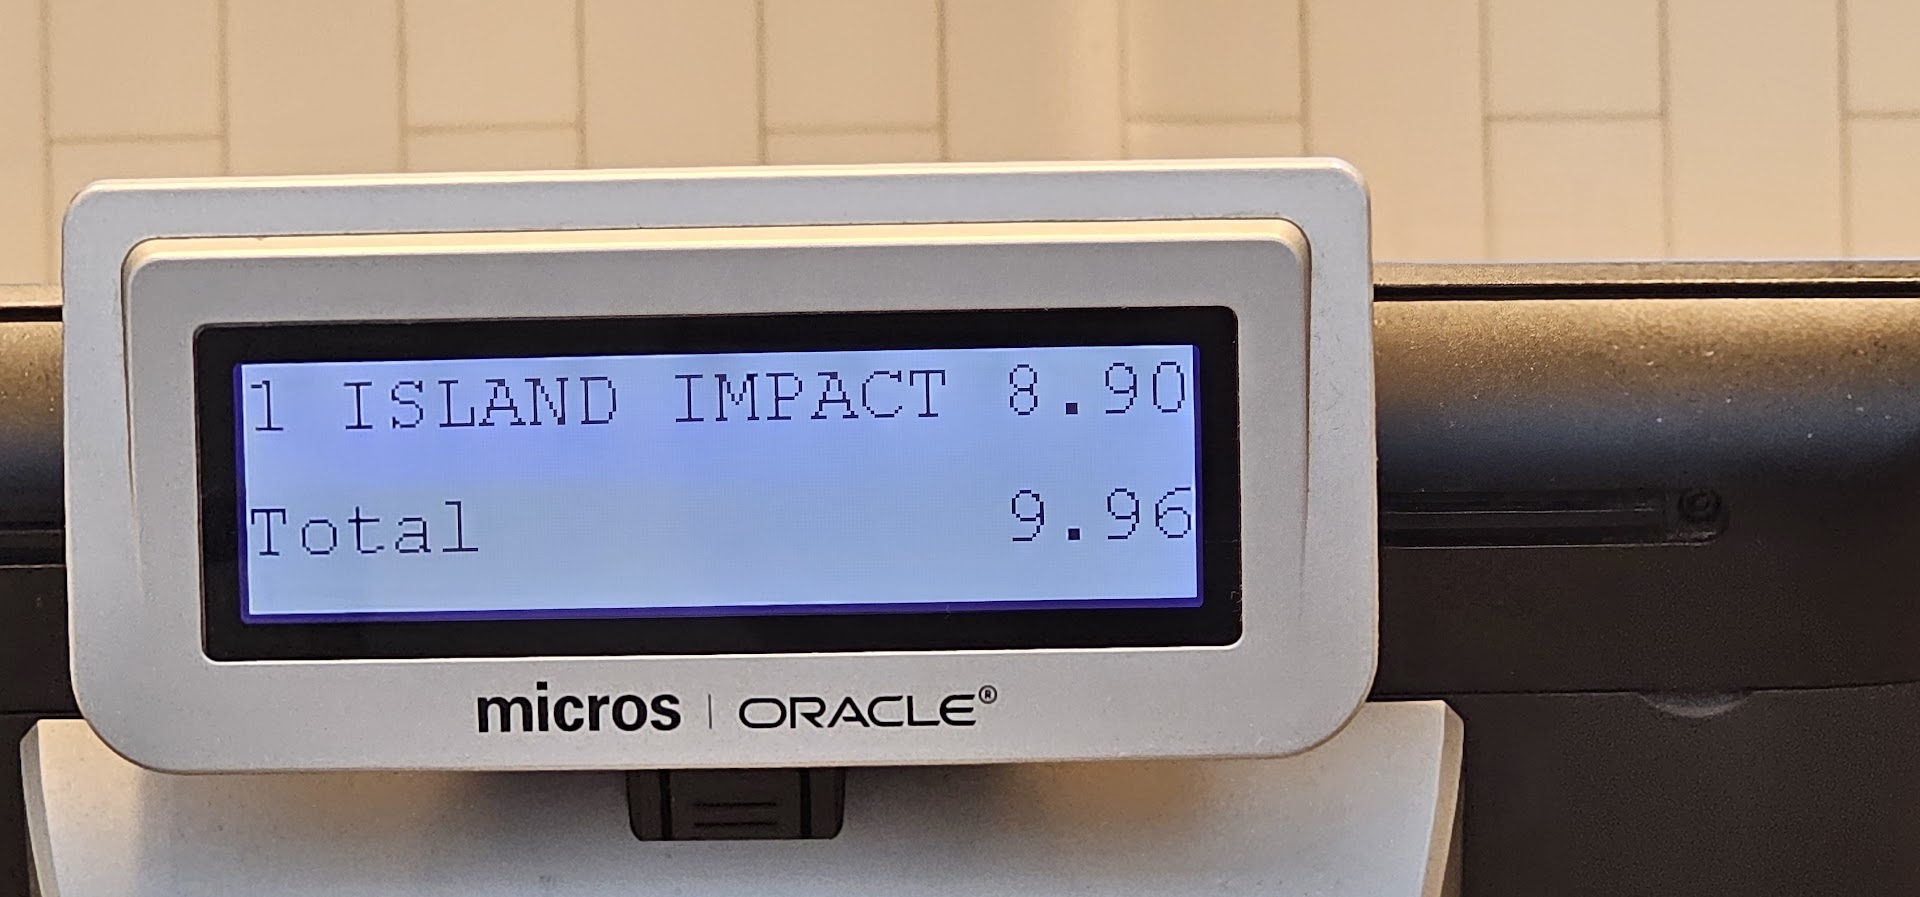 1 ISLAND IMPACT 8.90
Total 9.96
micros | ORACLE®